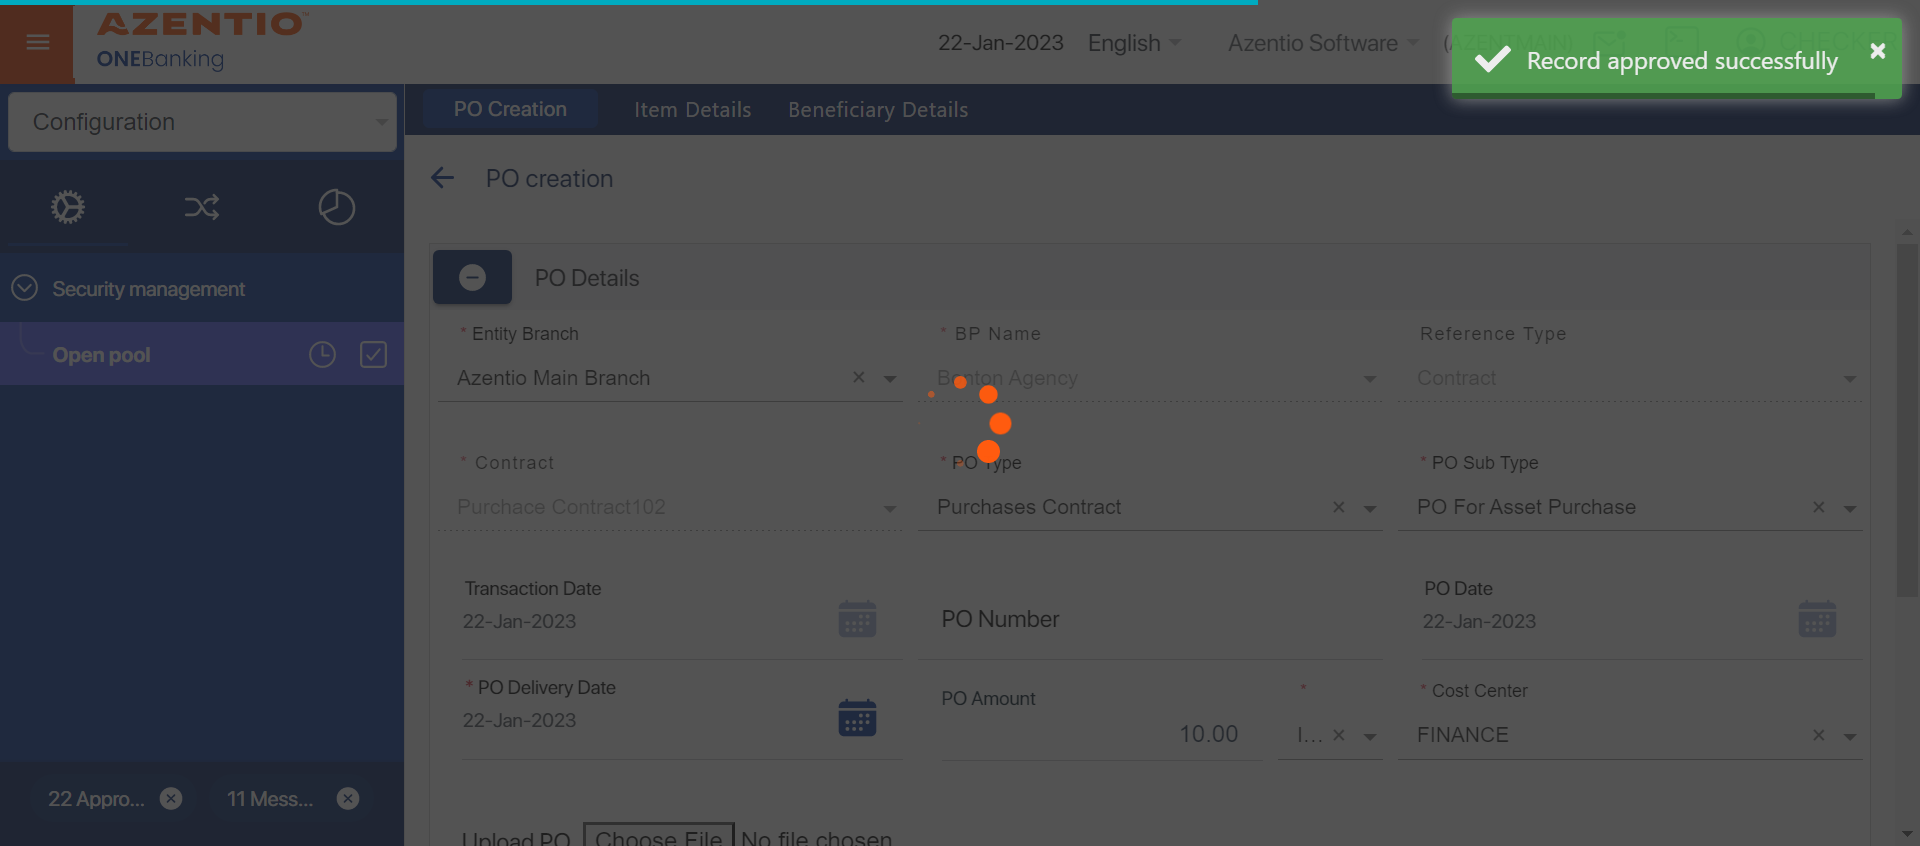 AZENTIO
ONEBanking
22-Jan-2023 English Azentio Software (AZENTMAIN) CHECKER
Record approved successfully
Configuration
PO Creation Item Details Beneficiary Details
PO creation
Security management
Open pool
PO Details
* Entity Branch * BP Name Reference Type
Azentio Main Branch Benton Agency Contract
* Contract * PO Type * PO Sub Type
Purchace Contract102 Purchases Contract PO For Asset Purchase
Transaction Date PO Number PO Date
22-Jan-2023 22-Jan-2023
* PO Delivery Date PO Amount * * Cost Center
22-Jan-2023 10.00 I... FINANCE
22 Appro... 11 Mess...
Upload PO Choose File No file chosen